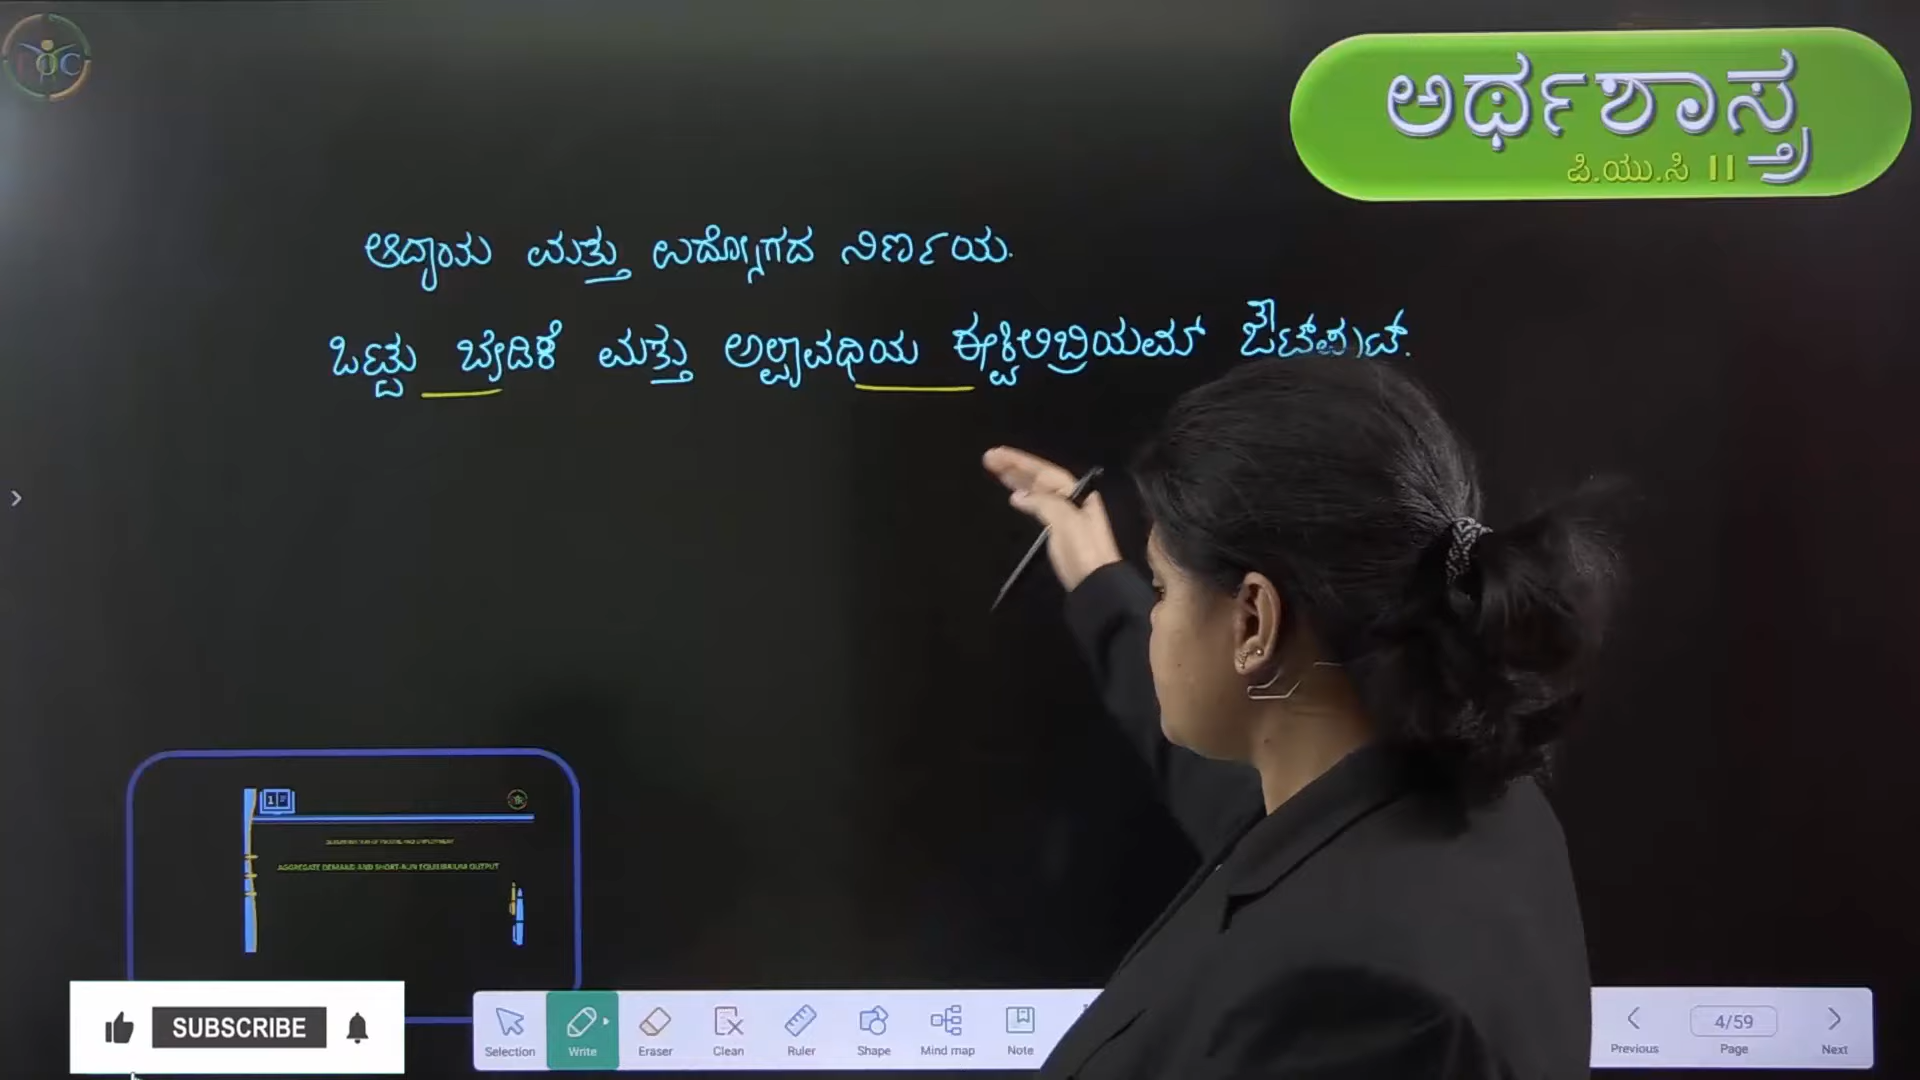 ಅರ್ಥಶಾಸ್ತ್ರ
ಪಿ.ಯು.ಸಿ II
ಆದಾಯ ಮತ್ತು ಉದ್ಯೋಗದ ನಿರ್ಣಯ.
ಒಟ್ಟು ಬೇಡಿಕೆ ಮತ್ತು ಅಲ್ಪಾವಧಿಯ ಈಕ್ವಿಲಿಬ್ರಿಯಮ್ ಔಟ್‌ಪುಟ್.
AGGREGATE DEMAND AND SHORT-RUN EQUILIBRIUM OUTPUT
SUBSCRIBE
Selection Write Eraser Clean Ruler Shape Mind map Note
4/59
Previous Page Next